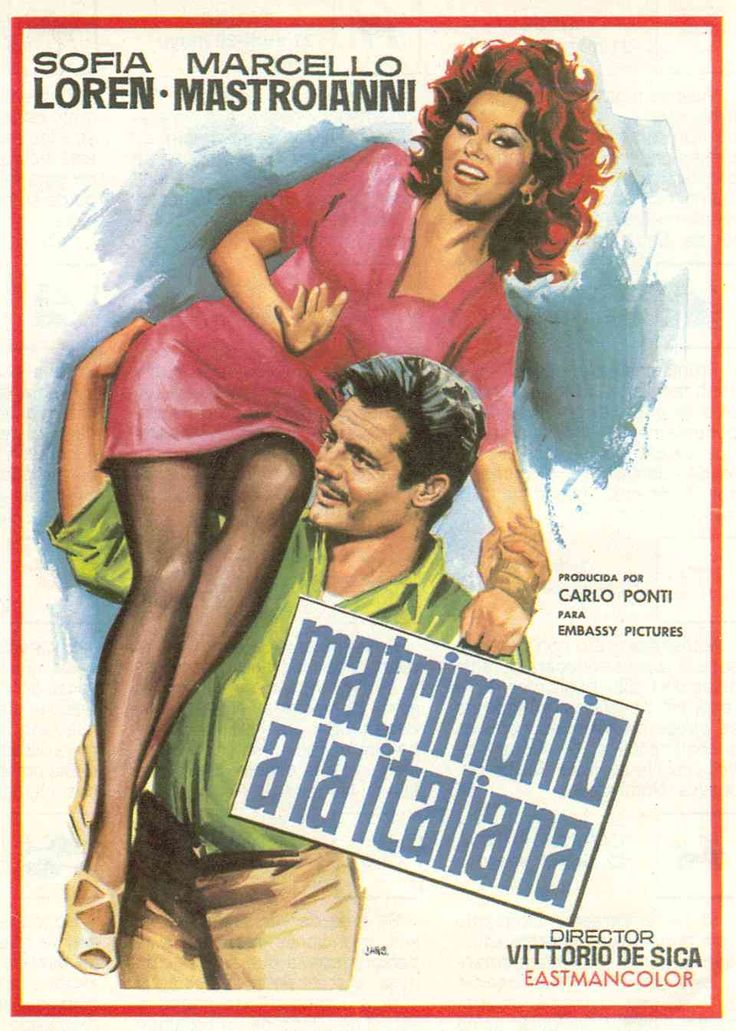 SOFIA MARCELLO
LOREN · MASTROIANNI
PRODUCIDA POR
CARLO PONTI
PARA
EMBASSY PICTURES
matrimonio
a la italiana
JANO.
DIRECTOR
VITTORIO DE SICA
EASTMANCOLOR